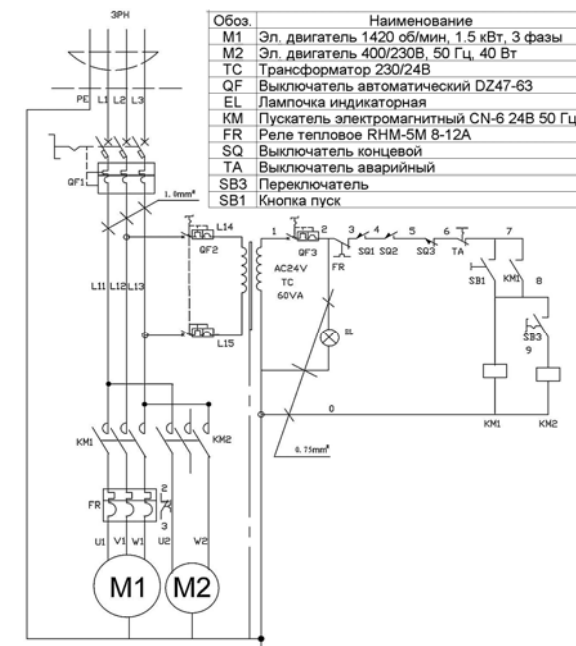 3PH
Обоз. Наименование
M1 Эл. двигатель 1420 об/мин, 1.5 кВт, 3 фазы
M2 Эл. двигатель 400/230В, 50 Гц, 40 Вт
TC Трансформатор 230/24В
QF Выключатель автоматический DZ47-63
EL Лампочка индикаторная
КМ Пускатель электромагнитный CN-6 24В 50 Гц
FR Реле тепловое RHM-5M 8-12A
SQ Выключатель концевой
TA Выключатель аварийный
SB3 Переключатель
SB1 Кнопка пуск
PE L1 L2 L3
QF1
1.0mm²
L14
QF2
L15
L11 L12 L13
1 QF3 2 3 4 5 6 7
FR SQ1 SQ2 SQ3 TA
AC24V
TC
60VA
SB1 KM1 8
SB3
9
EL
0
KM1 KM2
0.75mm²
KM1 KM2
FR 2
3
U1 V1 W1 U2 W2
M1 M2